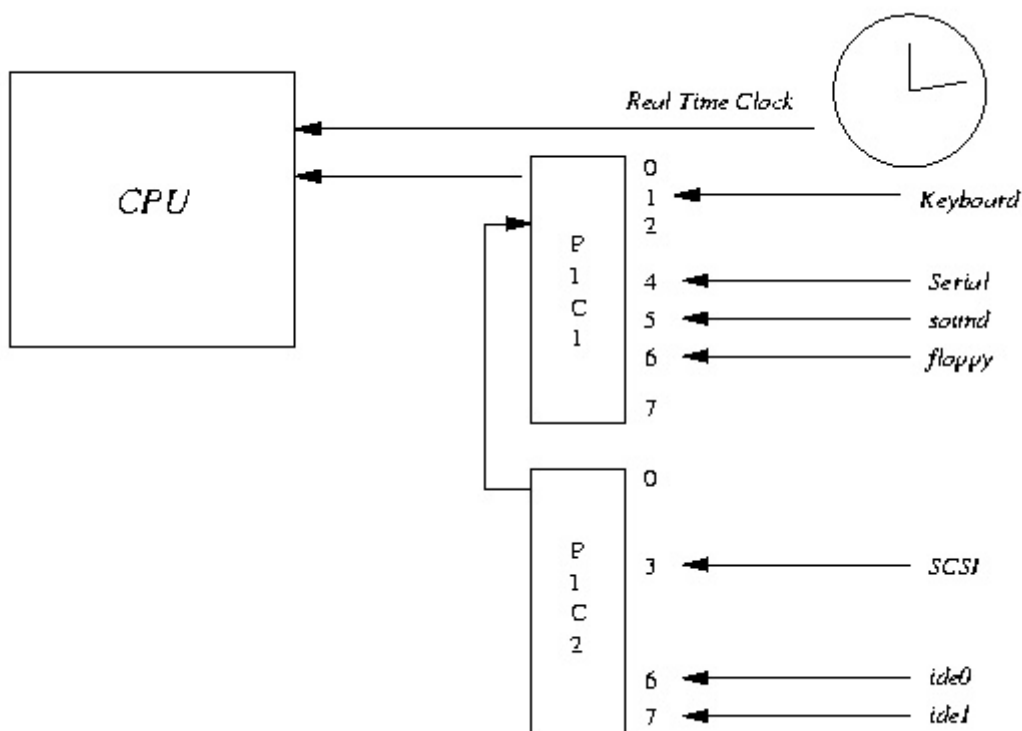 Real Time Clock
CPU
0
1
Keyboard
2
P
I
C
1
4
Serial
5
sound
6
floppy
7
0
P
I
C
2
3
SCSI
6
ide0
7
ide1